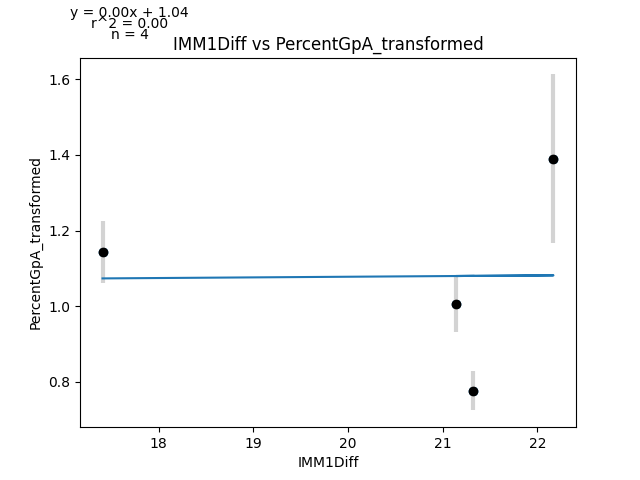 y = 0.00x + 1.04
r^2 = 0.00
n = 4
IMM1Diff vs PercentGpA_transformed
1.6
1.4
1.2
1.0
0.8
PercentGpA_transformed
18 19 20 21 22
IMM1Diff